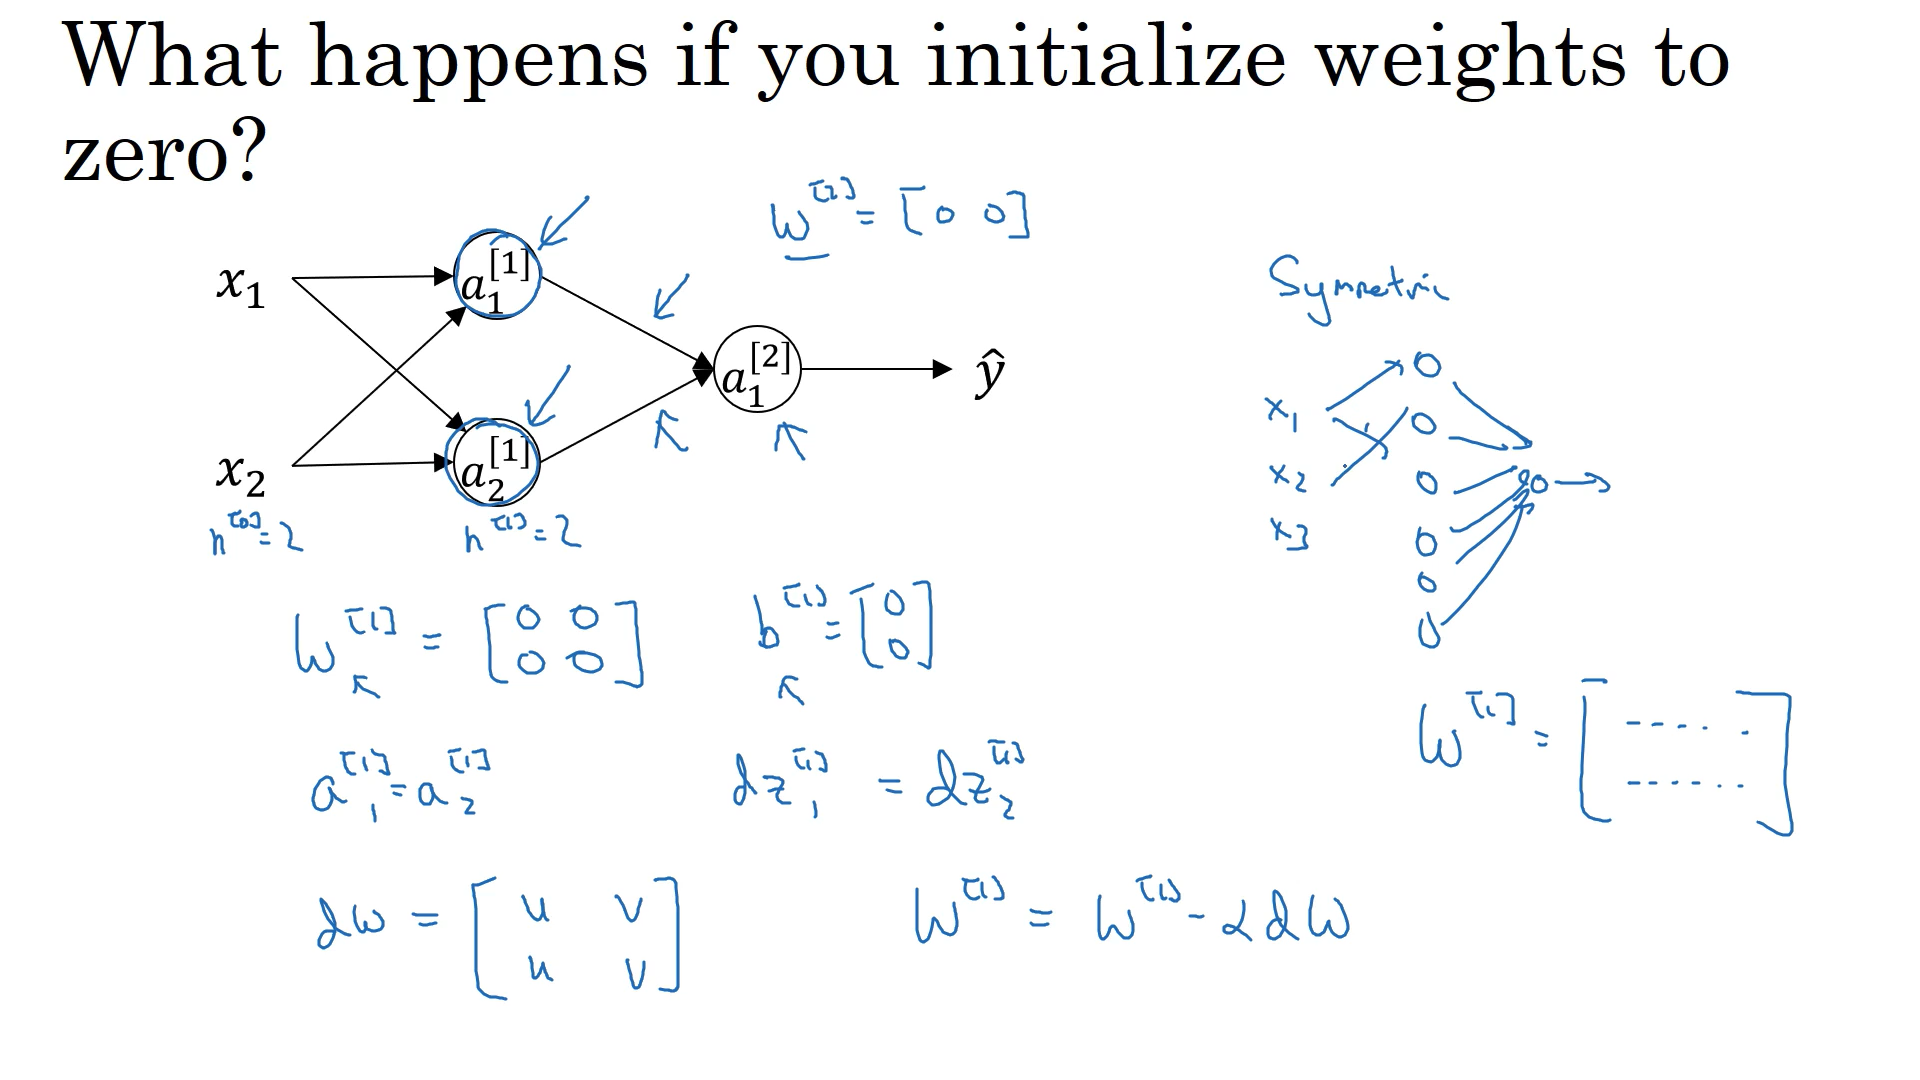 What happens if you initialize weights to
zero?
w^[2] = [0 0]
x₁
a₁^[1]
a₁^[2]
ŷ
x₂
a₂^[1]
n^[0] = 2
n^[1] = 2
W^[1] = [0 0
0 0]
b^[1] = [0
0]
a₁^[1] = a₂^[1]
dz₁^[1] = dz₂^[1]
dw = [u v
u v]
W^[1] = W^[1] - α dW
Symmetric
x₁
x₂
x₃
W^[1] = [-----
-----]